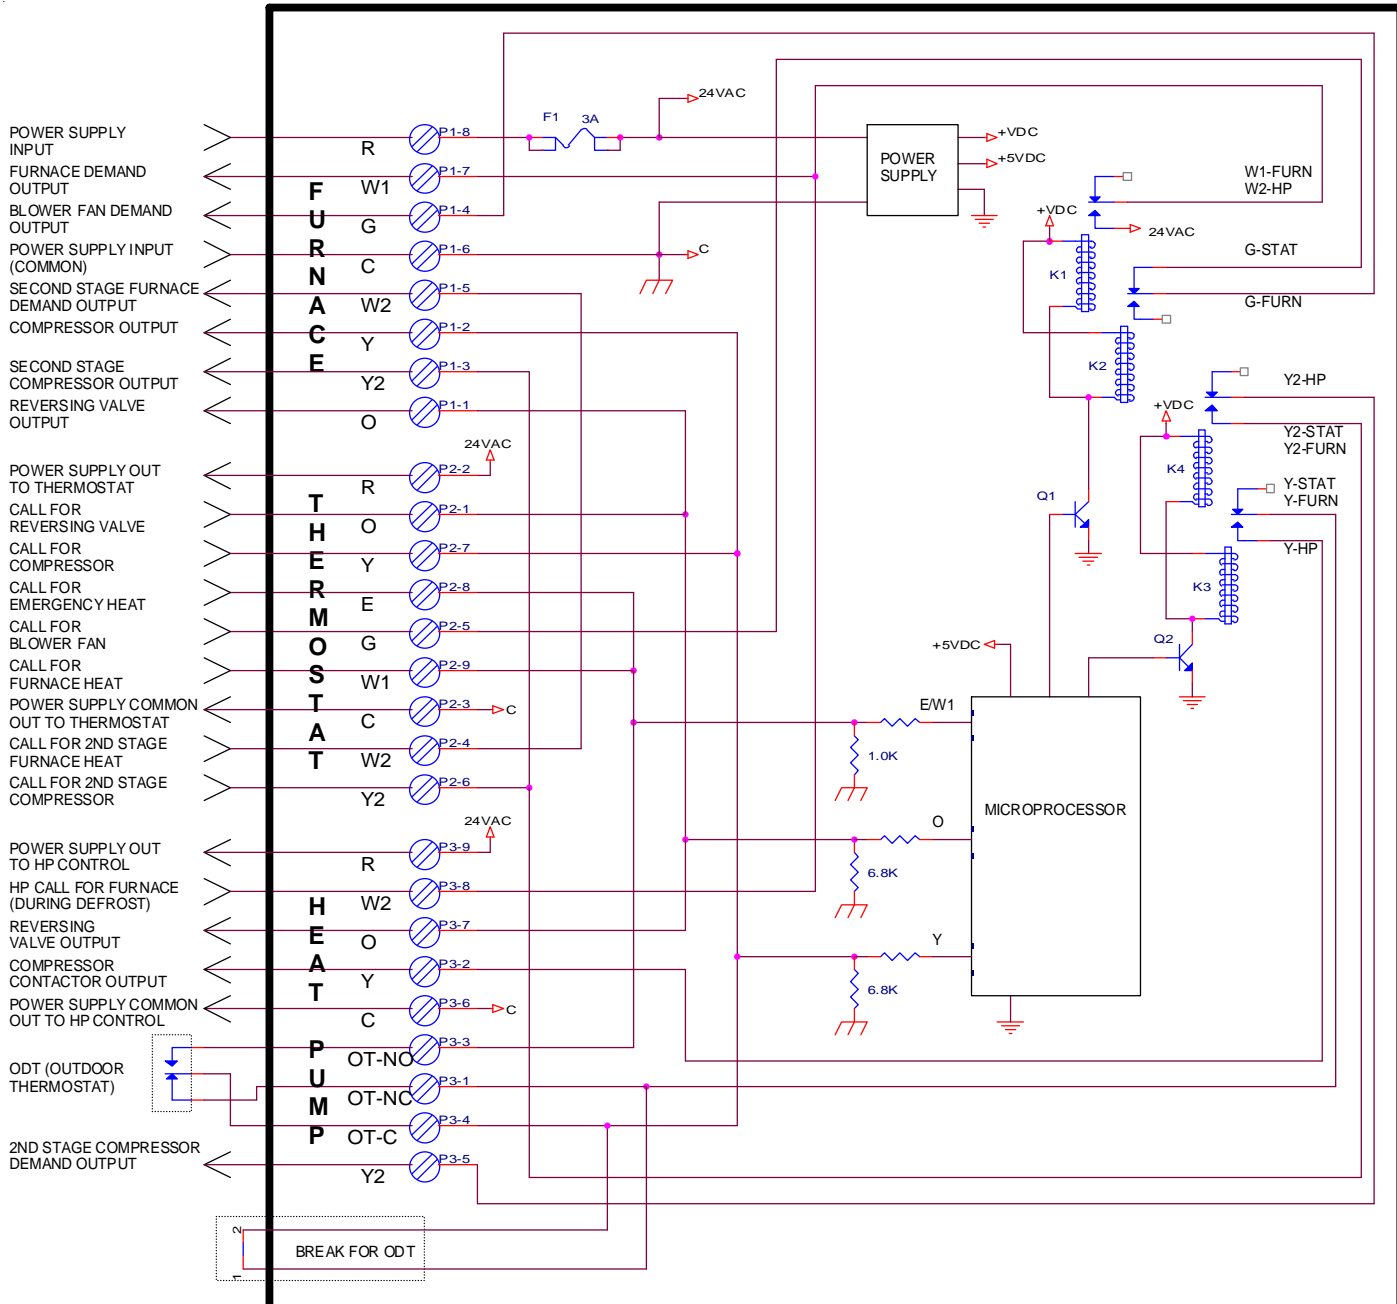 POWER SUPPLY
INPUT
R
P1-8
FURNACE DEMAND
OUTPUT
W1
P1-7
BLOWER FAN DEMAND
OUTPUT
G
P1-4
POWER SUPPLY INPUT
(COMMON)
C
P1-6
SECOND STAGE FURNACE
DEMAND OUTPUT
W2
P1-5
COMPRESSOR OUTPUT
Y
P1-2
SECOND STAGE
COMPRESSOR OUTPUT
Y2
P1-3
REVERSING VALVE
OUTPUT
O
P1-1
FURNACE
POWER SUPPLY OUT
TO THERMOSTAT
R
P2-2
24VAC
CALL FOR
REVERSING VALVE
O
P2-1
CALL FOR
COMPRESSOR
Y
P2-7
CALL FOR
EMERGENCY HEAT
E
P2-8
CALL FOR
BLOWER FAN
G
P2-5
CALL FOR
FURNACE HEAT
W1
P2-9
POWER SUPPLY COMMON
OUT TO THERMOSTAT
C
P2-3
C
CALL FOR 2ND STAGE
FURNACE HEAT
W2
P2-4
CALL FOR 2ND STAGE
COMPRESSOR
Y2
P2-6
THERMOSTAT
POWER SUPPLY OUT
TO HP CONTROL
R
P3-9
24VAC
HP CALL FOR FURNACE
(DURING DEFROST)
W2
P3-8
REVERSING
VALVE OUTPUT
O
P3-7
COMPRESSOR
CONTACTOR OUTPUT
Y
P3-2
POWER SUPPLY COMMON
OUT TO HP CONTROL
C
P3-6
C
OT-NO
P3-3
ODT (OUTDOOR
THERMOSTAT)
OT-NC
P3-1
OT-C
P3-4
2ND STAGE COMPRESSOR
DEMAND OUTPUT
Y2
P3-5
HEAT PUMP
2
1
BREAK FOR ODT
F1
3A
24VAC
C
POWER
SUPPLY
+VDC
+5VDC
W1-FURN
W2-HP
24VAC
+VDC
K1
G-STAT
G-FURN
K2
Y2-HP
+VDC
Y2-STAT
Y2-FURN
K4
Y-STAT
Y-FURN
Y-HP
K3
Q1
Q2
+5VDC
E/W1
1.0K
MICROPROCESSOR
O
6.8K
Y
6.8K